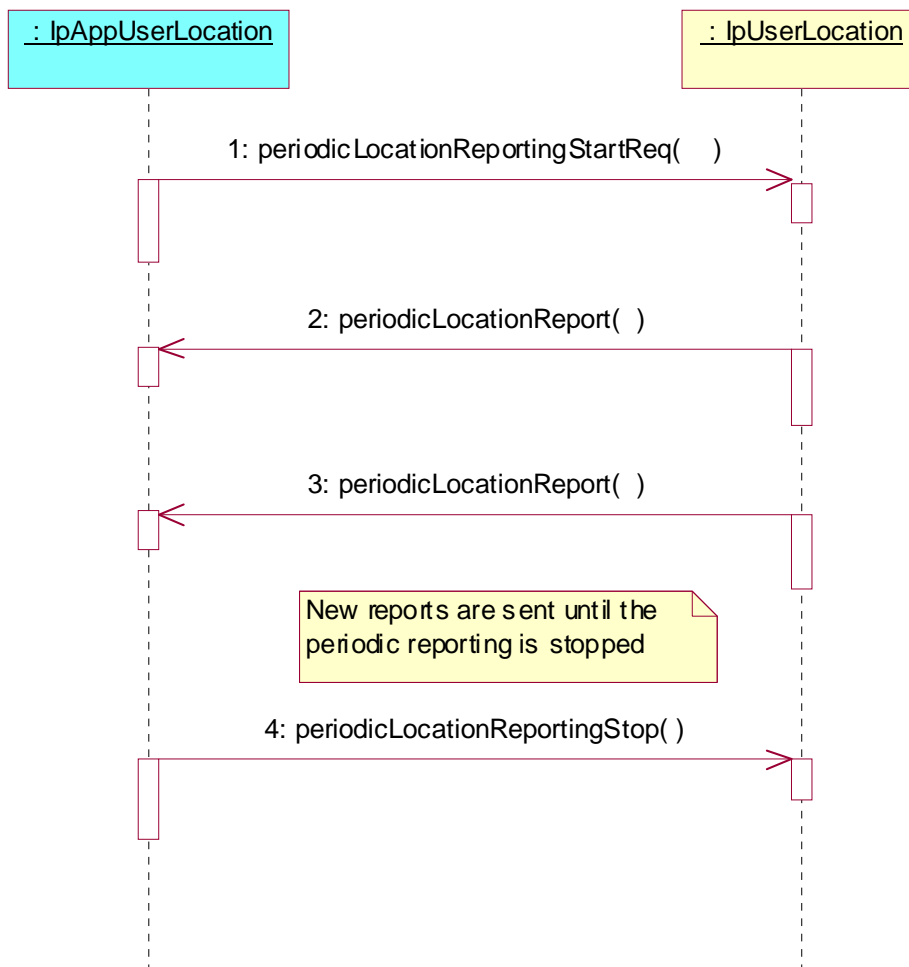 : IpAppUserLocation
: IpUserLocation
1: periodicLocationReportingStartReq( )
2: periodicLocationReport( )
3: periodicLocationReport( )
New reports are sent until the
periodic reporting is stopped
4: periodicLocationReportingStop( )